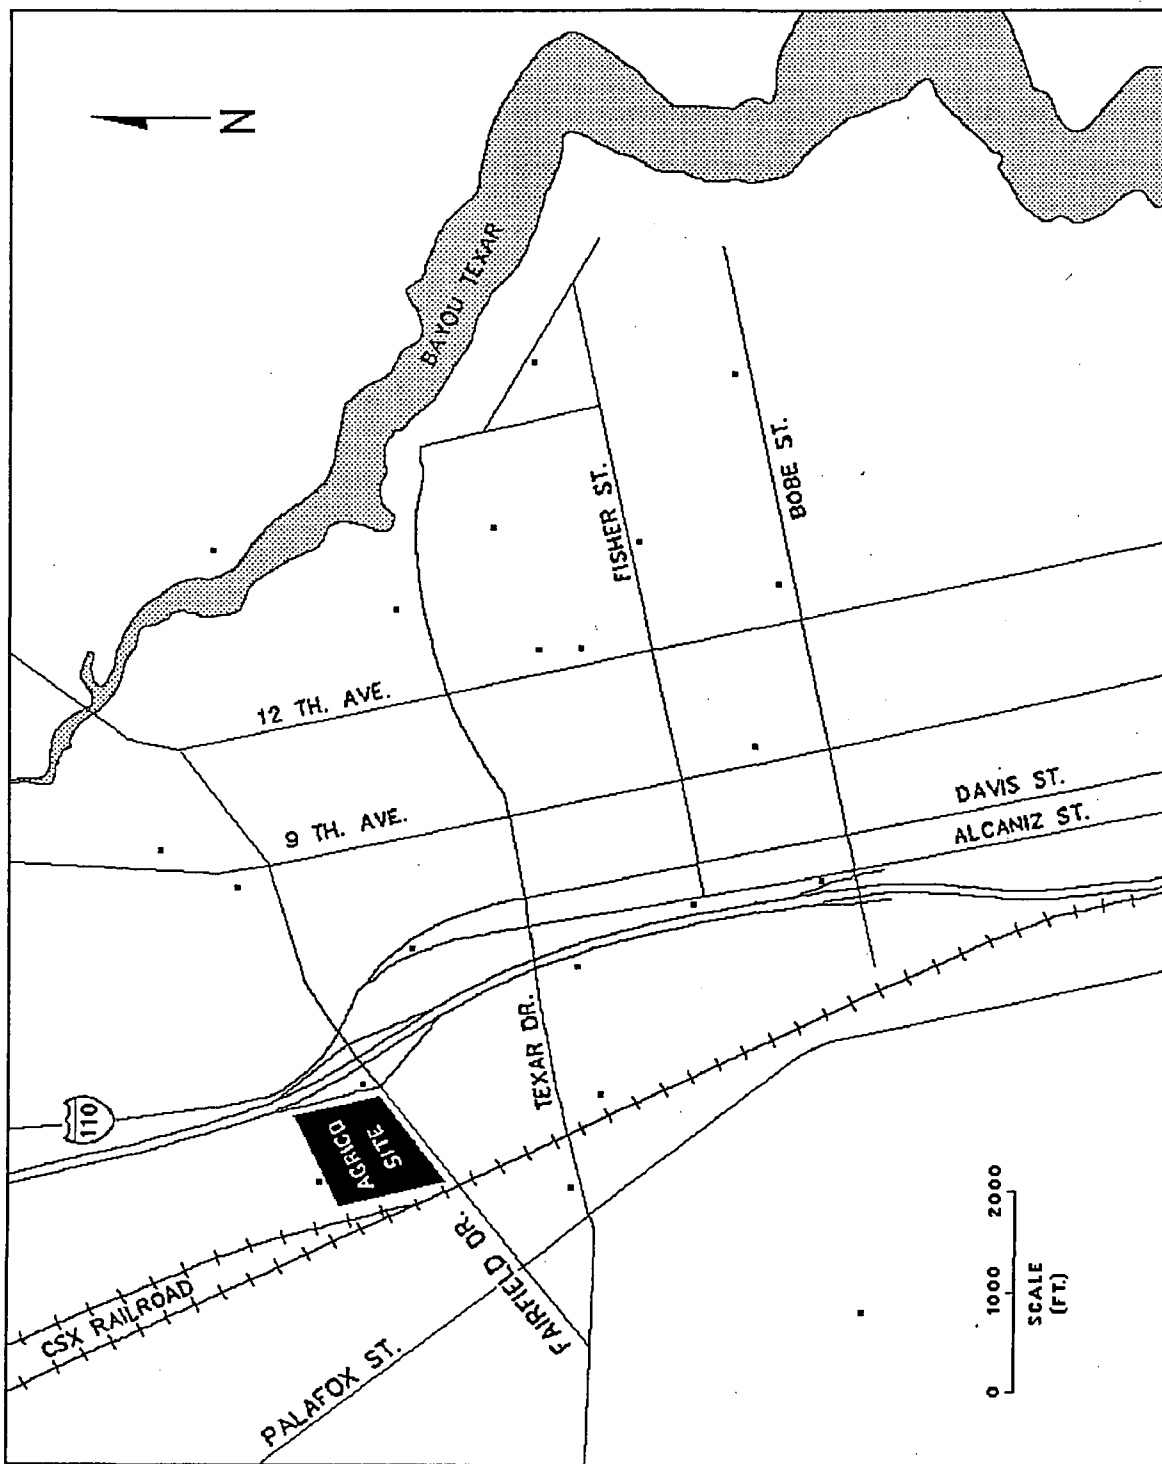 N
BAYOU TEXAR
12 TH. AVE.
9 TH. AVE.
FISHER ST.
BOBE ST.
DAVIS ST.
ALCANIZ ST.
110
TEXAR DR.
AGRICO
SITE
FAIRFIELD DR.
CSX RAILROAD
PALAFOX ST.
0 1000 2000
SCALE
(FT.)